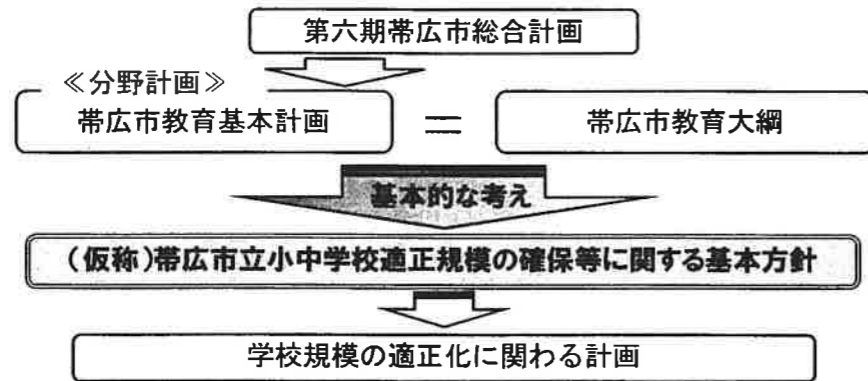 第六期帯広市総合計画
≪分野計画≫
帯広市教育基本計画 = 帯広市教育大綱
基本的な考え
(仮称)帯広市立小中学校適正規模の確保等に関する基本方針
学校規模の適正化に関わる計画